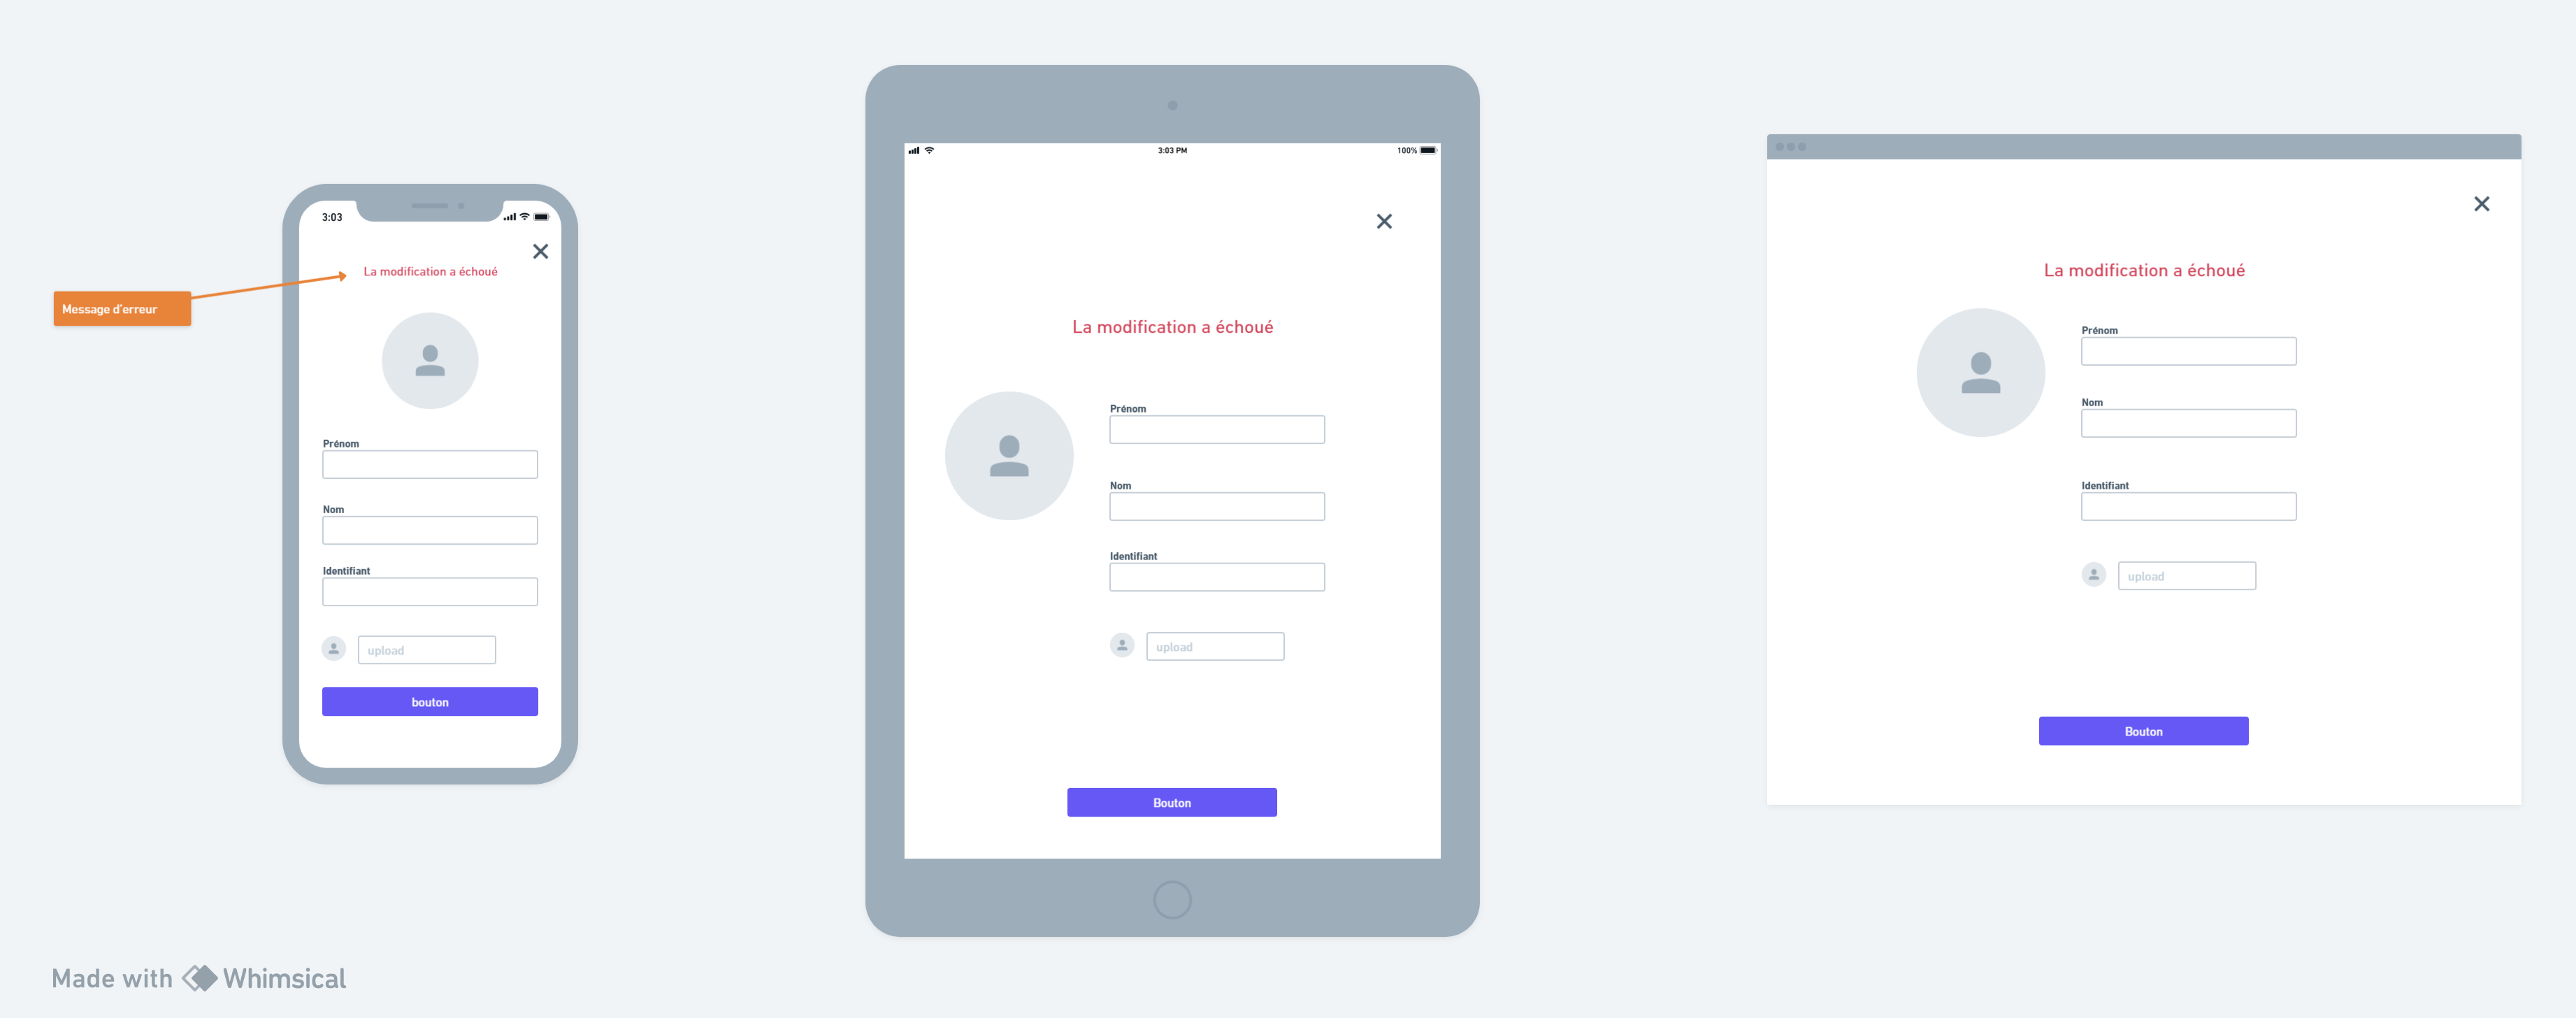 Message d'erreur
3:03
La modification a échoué
Prénom
Nom
Identifiant
upload
bouton
3:03 PM
100%
La modification a échoué
Prénom
Nom
Identifiant
upload
Bouton
La modification a échoué
Prénom
Nom
Identifiant
upload
Bouton
Made with Whimsical